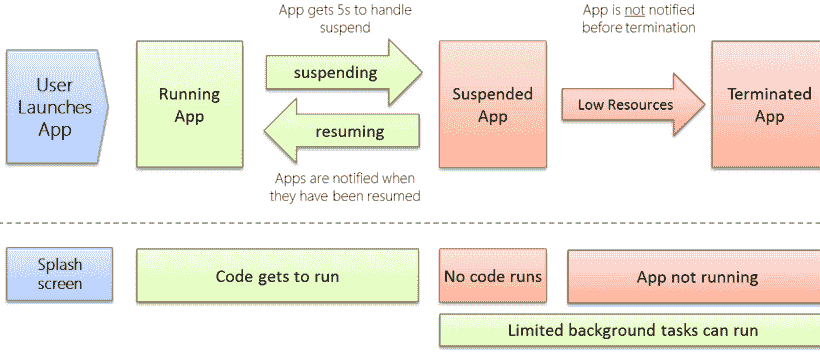 App gets 5s to handle
suspend
App is not notified
before termination
User
Launches
App
Running
App
suspending
resuming
Suspended
App
Low Resources
Terminated
App
Apps are notified when
they have been resumed
Splash
screen
Code gets to run
No code runs
App not running
Limited background tasks can run